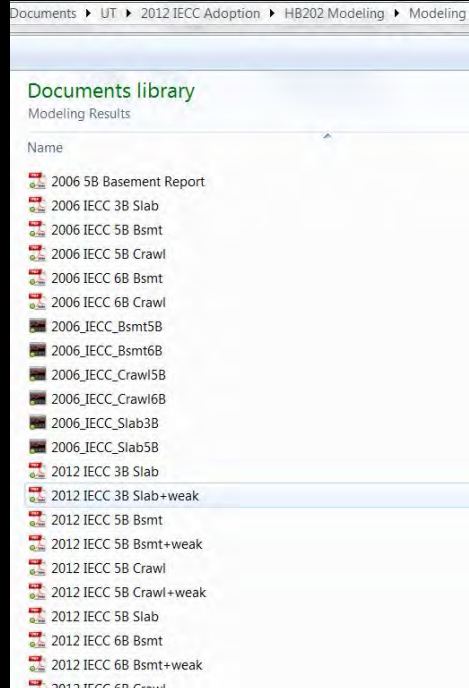 Documents ▸ UT ▸ 2012 IECC Adoption ▸ HB202 Modeling ▸ Modeling
Documents library
Modeling Results
Name
2006 5B Basement Report
2006 IECC 3B Slab
2006 IECC 5B Bsmt
2006 IECC 5B Crawl
2006 IECC 6B Bsmt
2006 IECC 6B Crawl
2006_IECC_Bsmt5B
2006_IECC_Bsmt6B
2006_IECC_Crawl5B
2006_IECC_Crawl6B
2006_IECC_Slab3B
2006_IECC_Slab5B
2012 IECC 3B Slab
2012 IECC 3B Slab+weak
2012 IECC 5B Bsmt
2012 IECC 5B Bsmt+weak
2012 IECC 5B Crawl
2012 IECC 5B Crawl+weak
2012 IECC 5B Slab
2012 IECC 6B Bsmt
2012 IECC 6B Bsmt+weak
2012 IECC 6B Crawl